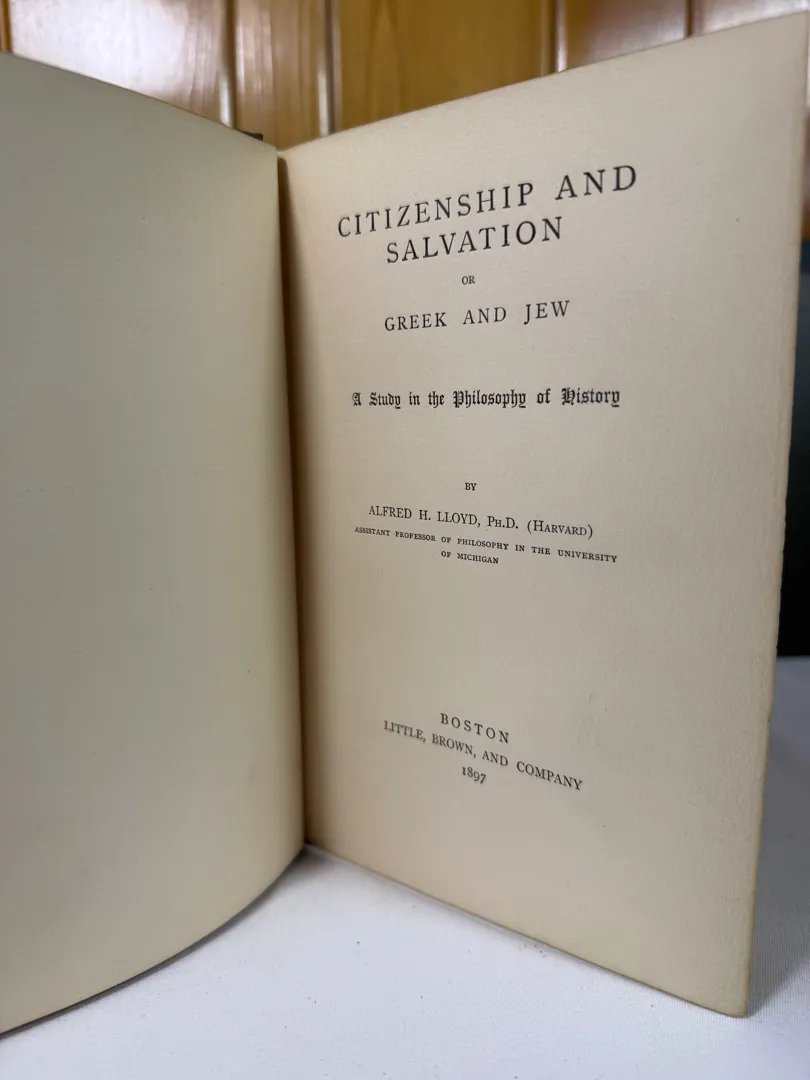 CITIZENSHIP AND
SALVATION
OR
GREEK AND JEW
A Study in the Philosophy of History
BY
ALFRED H. LLOYD, PH.D. (HARVARD)
ASSISTANT PROFESSOR OF PHILOSOPHY IN THE UNIVERSITY
OF MICHIGAN
BOSTON
LITTLE, BROWN, AND COMPANY
1897